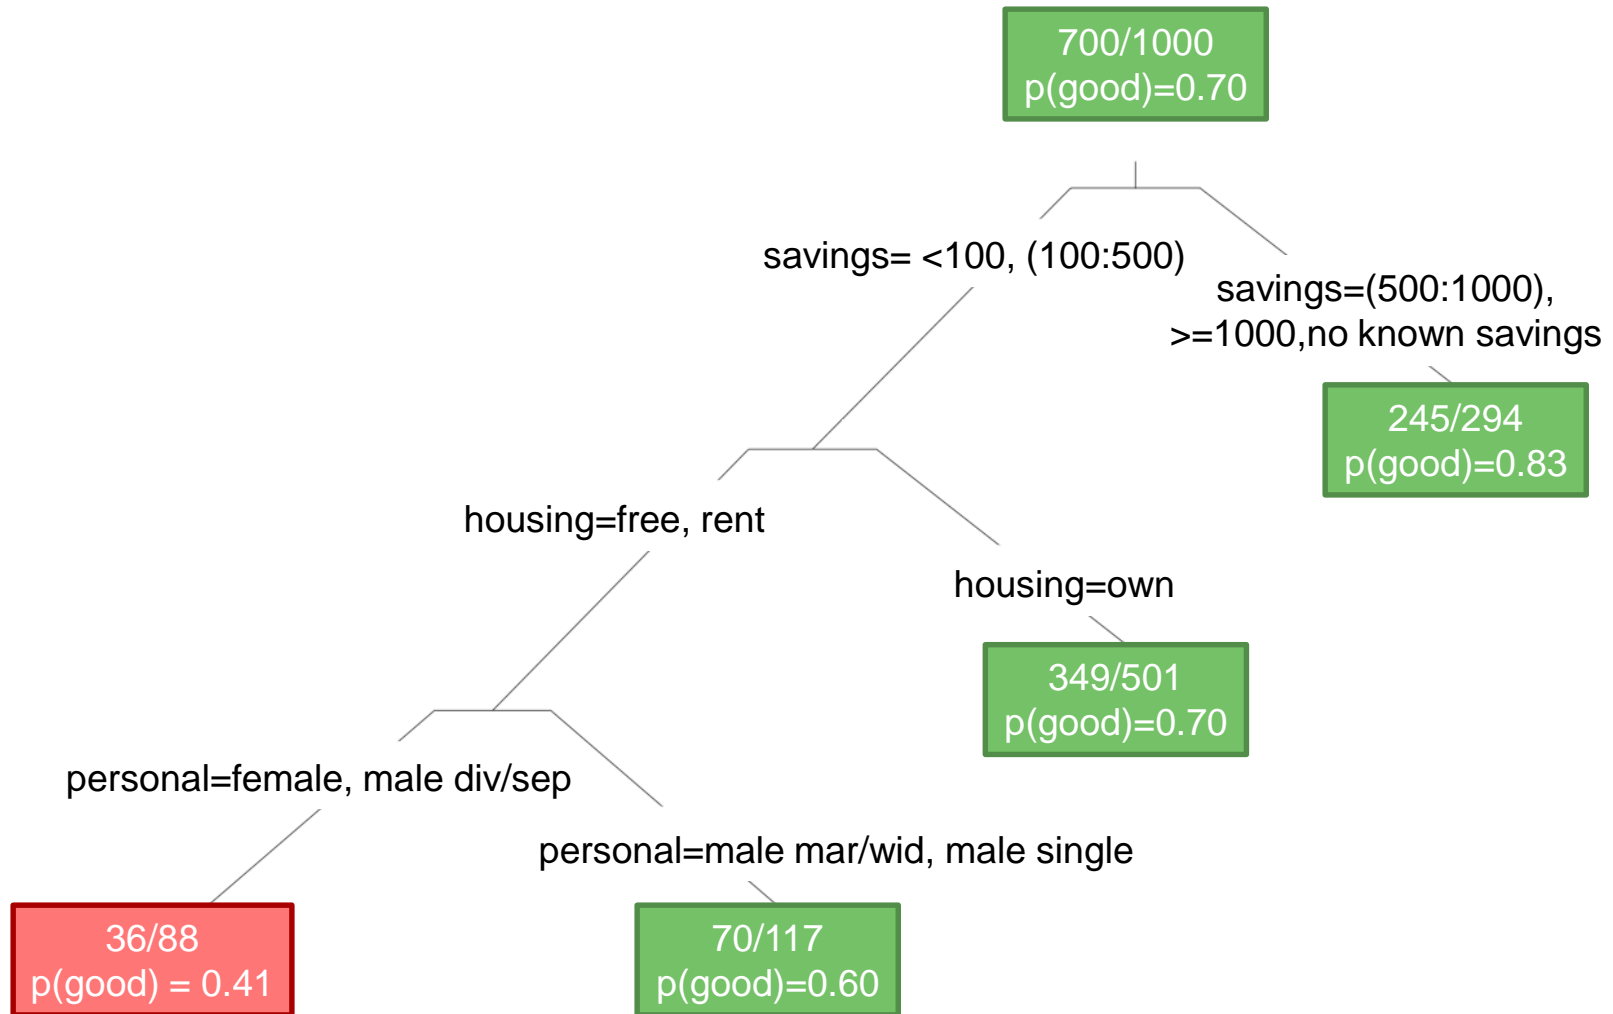 700/1000
p(good)=0.70
savings= <100, (100:500)
savings=(500:1000),
>=1000,no known savings
245/294
p(good)=0.83
housing=free, rent
housing=own
349/501
p(good)=0.70
personal=female, male div/sep
personal=male mar/wid, male single
36/88
p(good) = 0.41
70/117
p(good)=0.60